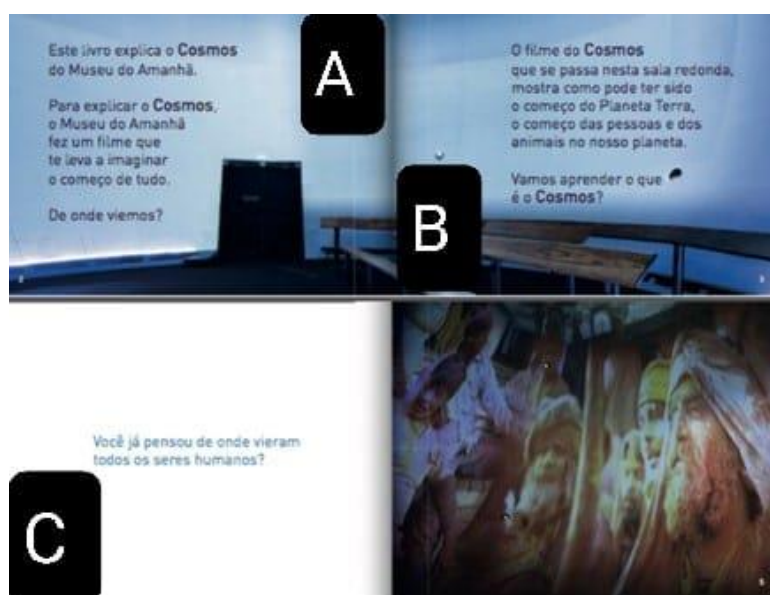 Este livro explica o Cosmos
do Museu do Amanhã.
Para explicar o Cosmos,
o Museu do Amanhã
fez um filme que
te leva a imaginar
o começo de tudo.
De onde viemos?
A
O filme do Cosmos
que se passa nesta sala redonda,
mostra como pode ter sido
o começo do Planeta Terra,
o começo das pessoas e dos
animais no nosso planeta.
Vamos aprender o que
é o Cosmos?
B
Você já pensou de onde vieram
todos os seres humanos?
C